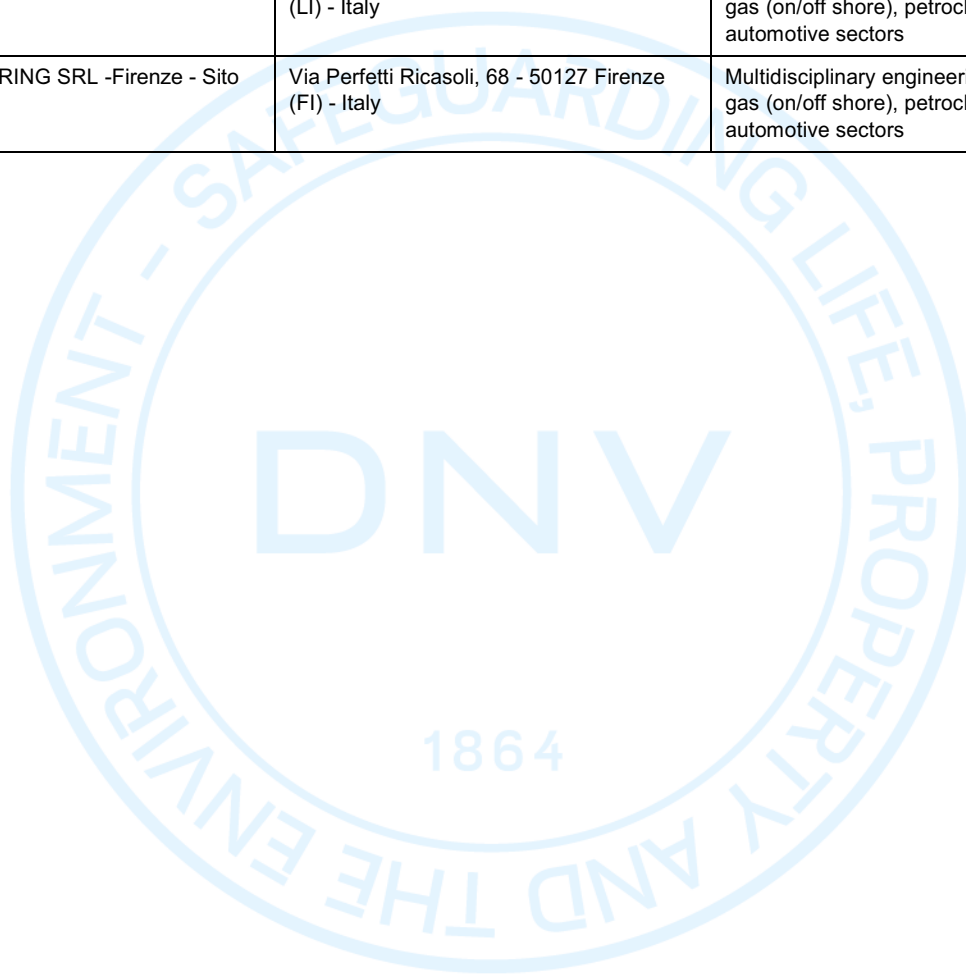 (LI) - Italy
gas (on/off shore), petroc
automotive sectors
RING SRL -Firenze - Sito
Via Perfetti Ricasoli, 68 - 50127 Firenze
(FI) - Italy
Multidisciplinary engineer
gas (on/off shore), petroc
automotive sectors
SAFEGUARDING LIFE, PROPERTY AND THE ENVIRONMENT -
DNV
1864